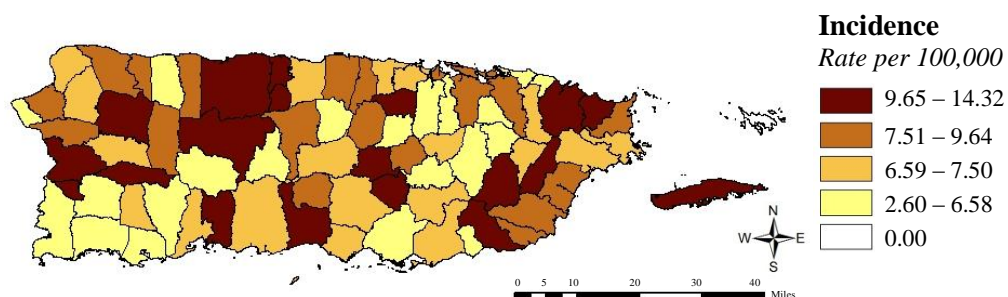 Incidence
Rate per 100,000
9.65 – 14.32
7.51 – 9.64
6.59 – 7.50
2.60 – 6.58
0.00
N
W E
S
0 5 10 20 30 40
Miles